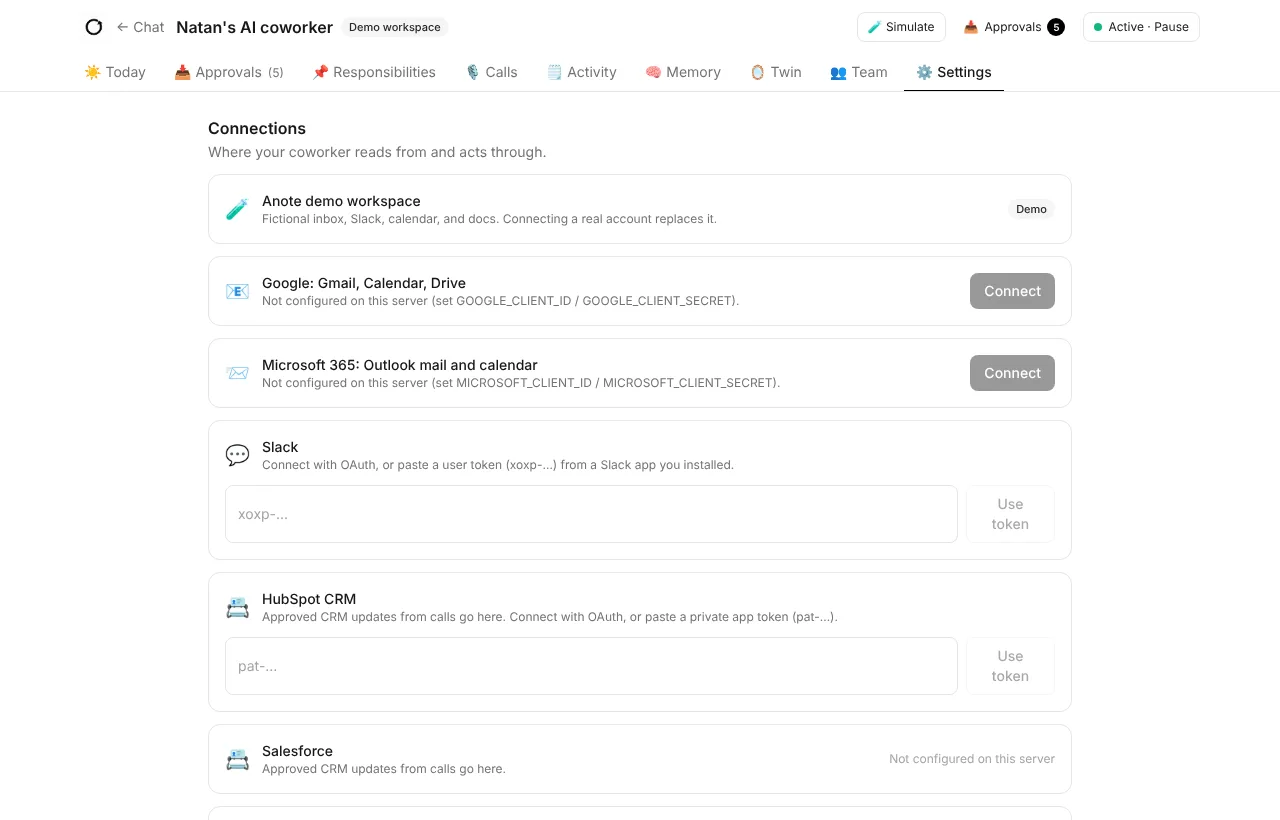 ← Chat Natan's AI coworker Demo workspace Simulate Approvals 5 Active · Pause
Today Approvals (5) Responsibilities Calls Activity Memory Twin Team Settings
Connections
Where your coworker reads from and acts through.
Anote demo workspace
Fictional inbox, Slack, calendar, and docs. Connecting a real account replaces it.
Demo
Google: Gmail, Calendar, Drive
Not configured on this server (set GOOGLE_CLIENT_ID / GOOGLE_CLIENT_SECRET).
Connect
Microsoft 365: Outlook mail and calendar
Not configured on this server (set MICROSOFT_CLIENT_ID / MICROSOFT_CLIENT_SECRET).
Connect
Slack
Connect with OAuth, or paste a user token (xoxp-…) from a Slack app you installed.
xoxp-…
Use
token
HubSpot CRM
Approved CRM updates from calls go here. Connect with OAuth, or paste a private app token (pat-…).
pat-…
Use
token
Salesforce
Approved CRM updates from calls go here.
Not configured on this server